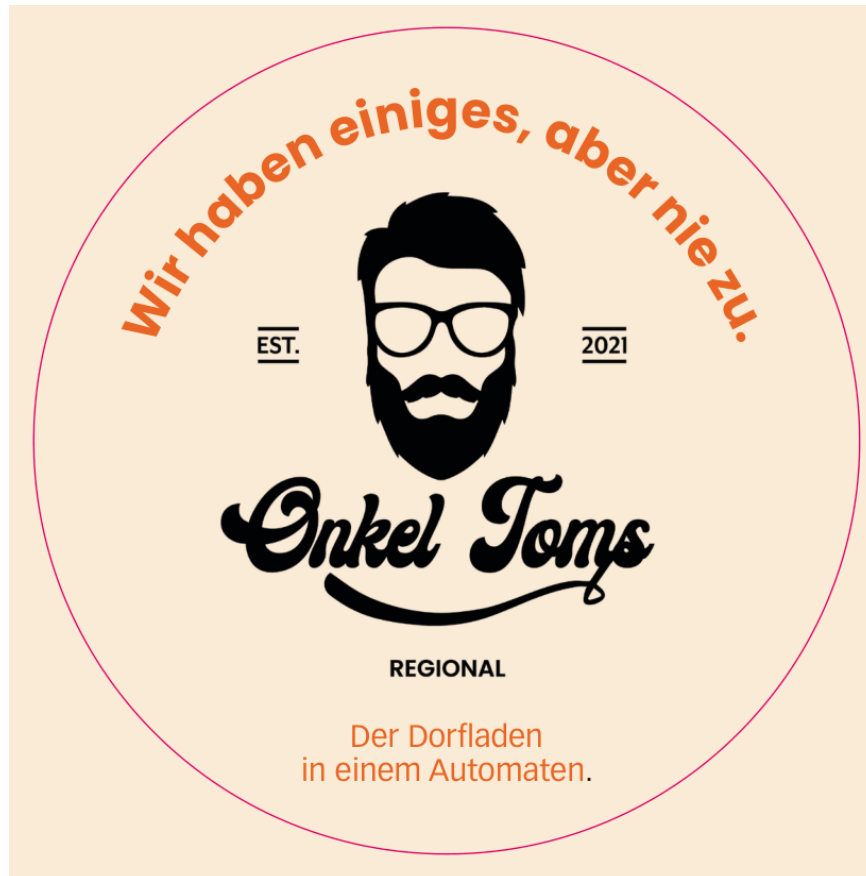 Wir haben einiges, aber nie zu.
EST. 2021
Onkel Toms
REGIONAL
Der Dorfladen
in einem Automaten.